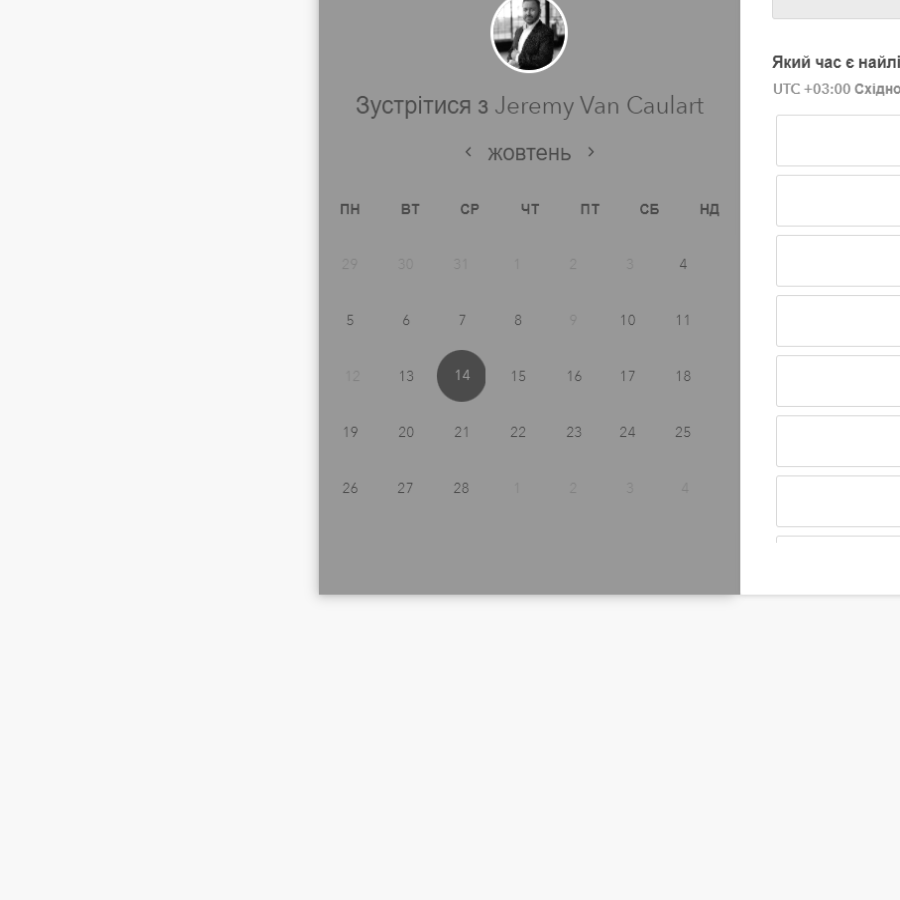 Зустрітися з Jeremy Van Caulart
жовтень
ПН ВТ СР ЧТ ПТ СБ НД
29 30 31 1 2 3 4
5 6 7 8 9 10 11
12 13 14 15 16 17 18
19 20 21 22 23 24 25
26 27 28 1 2 3 4
Який час є найлі
UTC +03:00 Східно